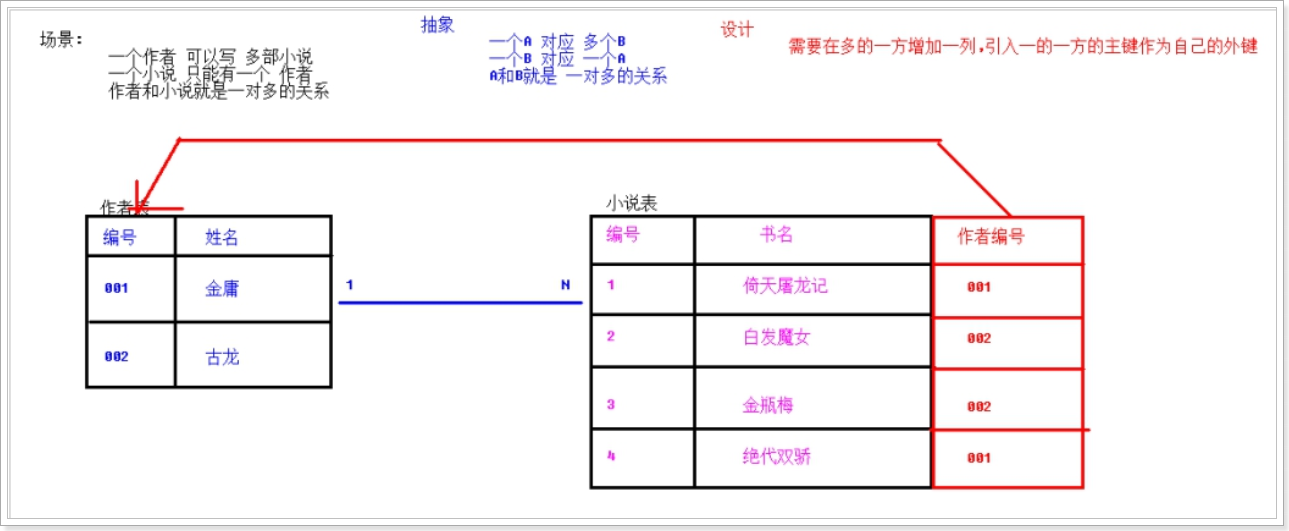 场景：
一个作者 可以写 多部小说
一个小说 只能有一个 作者
作者和小说就是一对多的关系
抽象
一个A 对应 多个B
一个B 对应 一个A
A和B就是 一对多的关系
设计
需要在多的一方增加一列,引入一的一方的主键作为自己的外键
作者表
编号 姓名
001 金庸
002 古龙
1 N
小说表
编号 书名 作者编号
1 倚天屠龙记 001
2 白发魔女 002
3 金瓶梅 002
4 绝代双骄 001